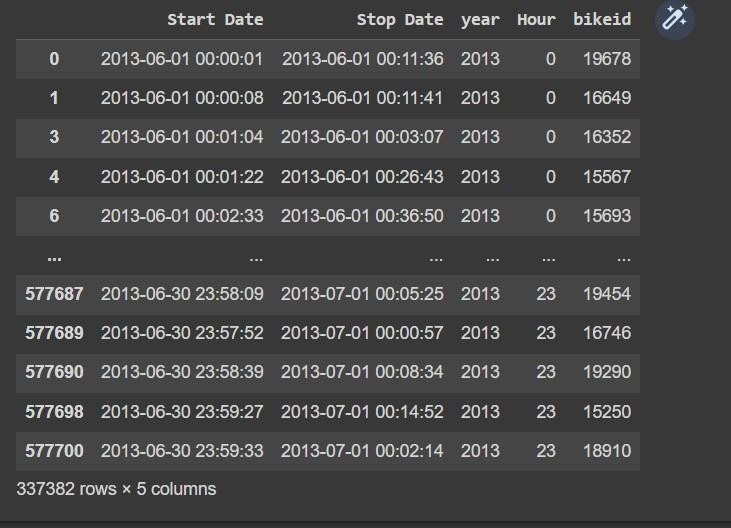 Start Date Stop Date year Hour bikeid
0 2013-06-01 00:00:01 2013-06-01 00:11:36 2013 0 19678
1 2013-06-01 00:00:08 2013-06-01 00:11:41 2013 0 16649
3 2013-06-01 00:01:04 2013-06-01 00:03:07 2013 0 16352
4 2013-06-01 00:01:22 2013-06-01 00:26:43 2013 0 15567
6 2013-06-01 00:02:33 2013-06-01 00:36:50 2013 0 15693
... ... ... ... ... ...
577687 2013-06-30 23:58:09 2013-07-01 00:05:25 2013 23 19454
577689 2013-06-30 23:57:52 2013-07-01 00:00:57 2013 23 16746
577690 2013-06-30 23:58:39 2013-07-01 00:08:34 2013 23 19290
577698 2013-06-30 23:59:27 2013-07-01 00:14:52 2013 23 15250
577700 2013-06-30 23:59:33 2013-07-01 00:02:14 2013 23 18910
337382 rows × 5 columns